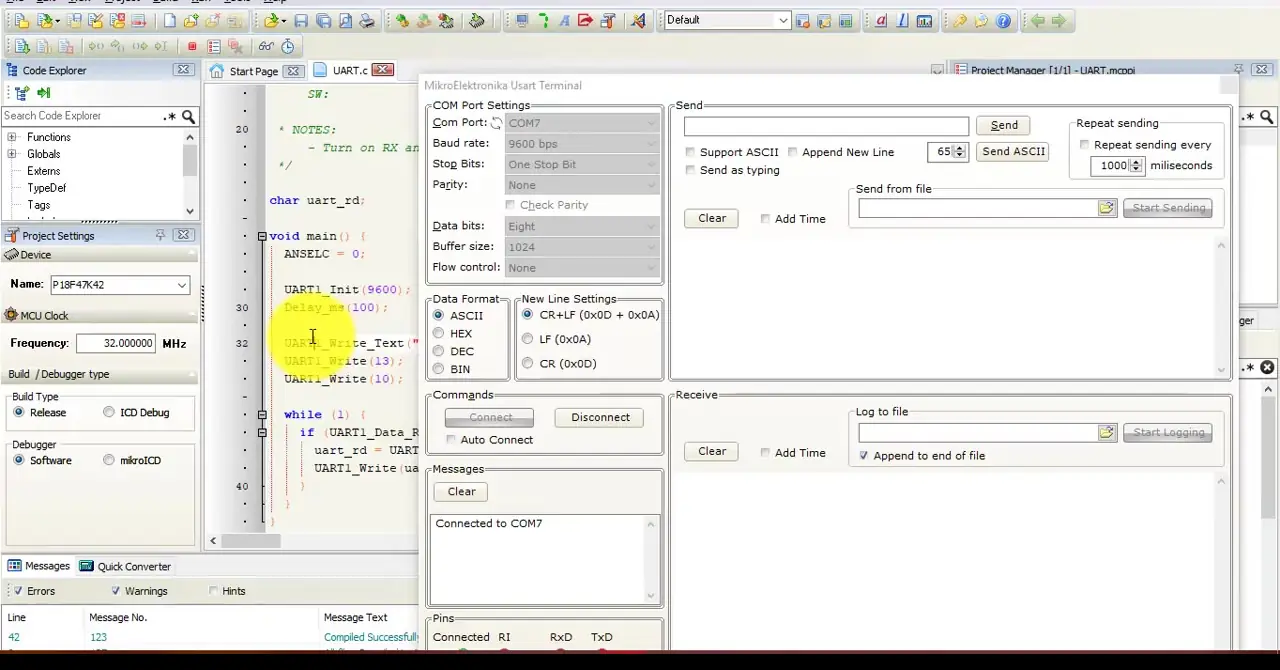 Default
Code Explorer
Start Page
UART.c
Project Manager [1/1] - UART.mcppi
Search Code Explorer
Functions
Globals
Externs
TypeDef
Tags
Project Settings
Device
Name:
P18F47K42
MCU Clock
Frequency:
32.000000
MHz
Build / Debugger type
Build Type
Release
ICD Debug
Debugger
Software
mikroICD
SW:
20
* NOTES:
- Turn on RX an
*/
char uart_rd;
void main() {
ANSELC = 0;
UART1_Init(9600);
30
Delay_ms(100);
32
UART1_Write_Text("
UART1_Write(13);
UART1_Write(10);
while (1) {
if (UART1_Data_R
uart_rd = UART
UART1_Write(ua
40
}
}
}
MikroElektronika Usart Terminal
COM Port Settings
Com Port:
COM7
Baud rate:
9600 bps
Stop Bits:
One Stop Bit
Parity:
None
Check Parity
Data bits:
Eight
Buffer size:
1024
Flow control:
None
Data Format
ASCII
HEX
DEC
BIN
New Line Settings
CR+LF (0x0D + 0x0A)
LF (0x0A)
CR (0x0D)
Commands
Connect
Disconnect
Auto Connect
Messages
Clear
Connected to COM7
Pins
Connected
RI
RxD
TxD
Send
Send
Support ASCII
Append New Line
65
Send ASCII
Send as typing
Repeat sending
Repeat sending every
1000
miliseconds
Send from file
Start Sending
Clear
Add Time
Receive
Log to file
Start Logging
Append to end of file
Clear
Add Time
Messages
Quick Converter
Errors
Warnings
Hints
Line
Message No.
Message Text
42
123
Compiled Successfull